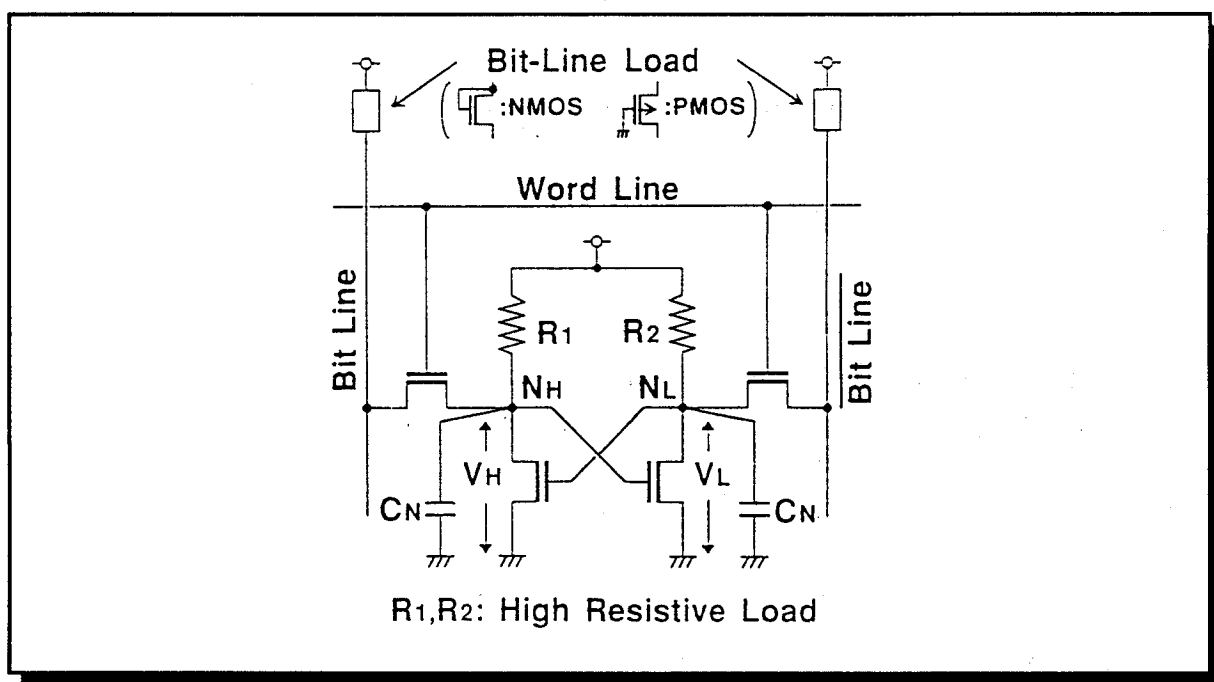 Bit-Line Load
( :NMOS :PMOS )
Word Line
Bit Line
R1
R2
Bit Line
NH
NL
VH
VL
CN
CN
R1,R2: High Resistive Load